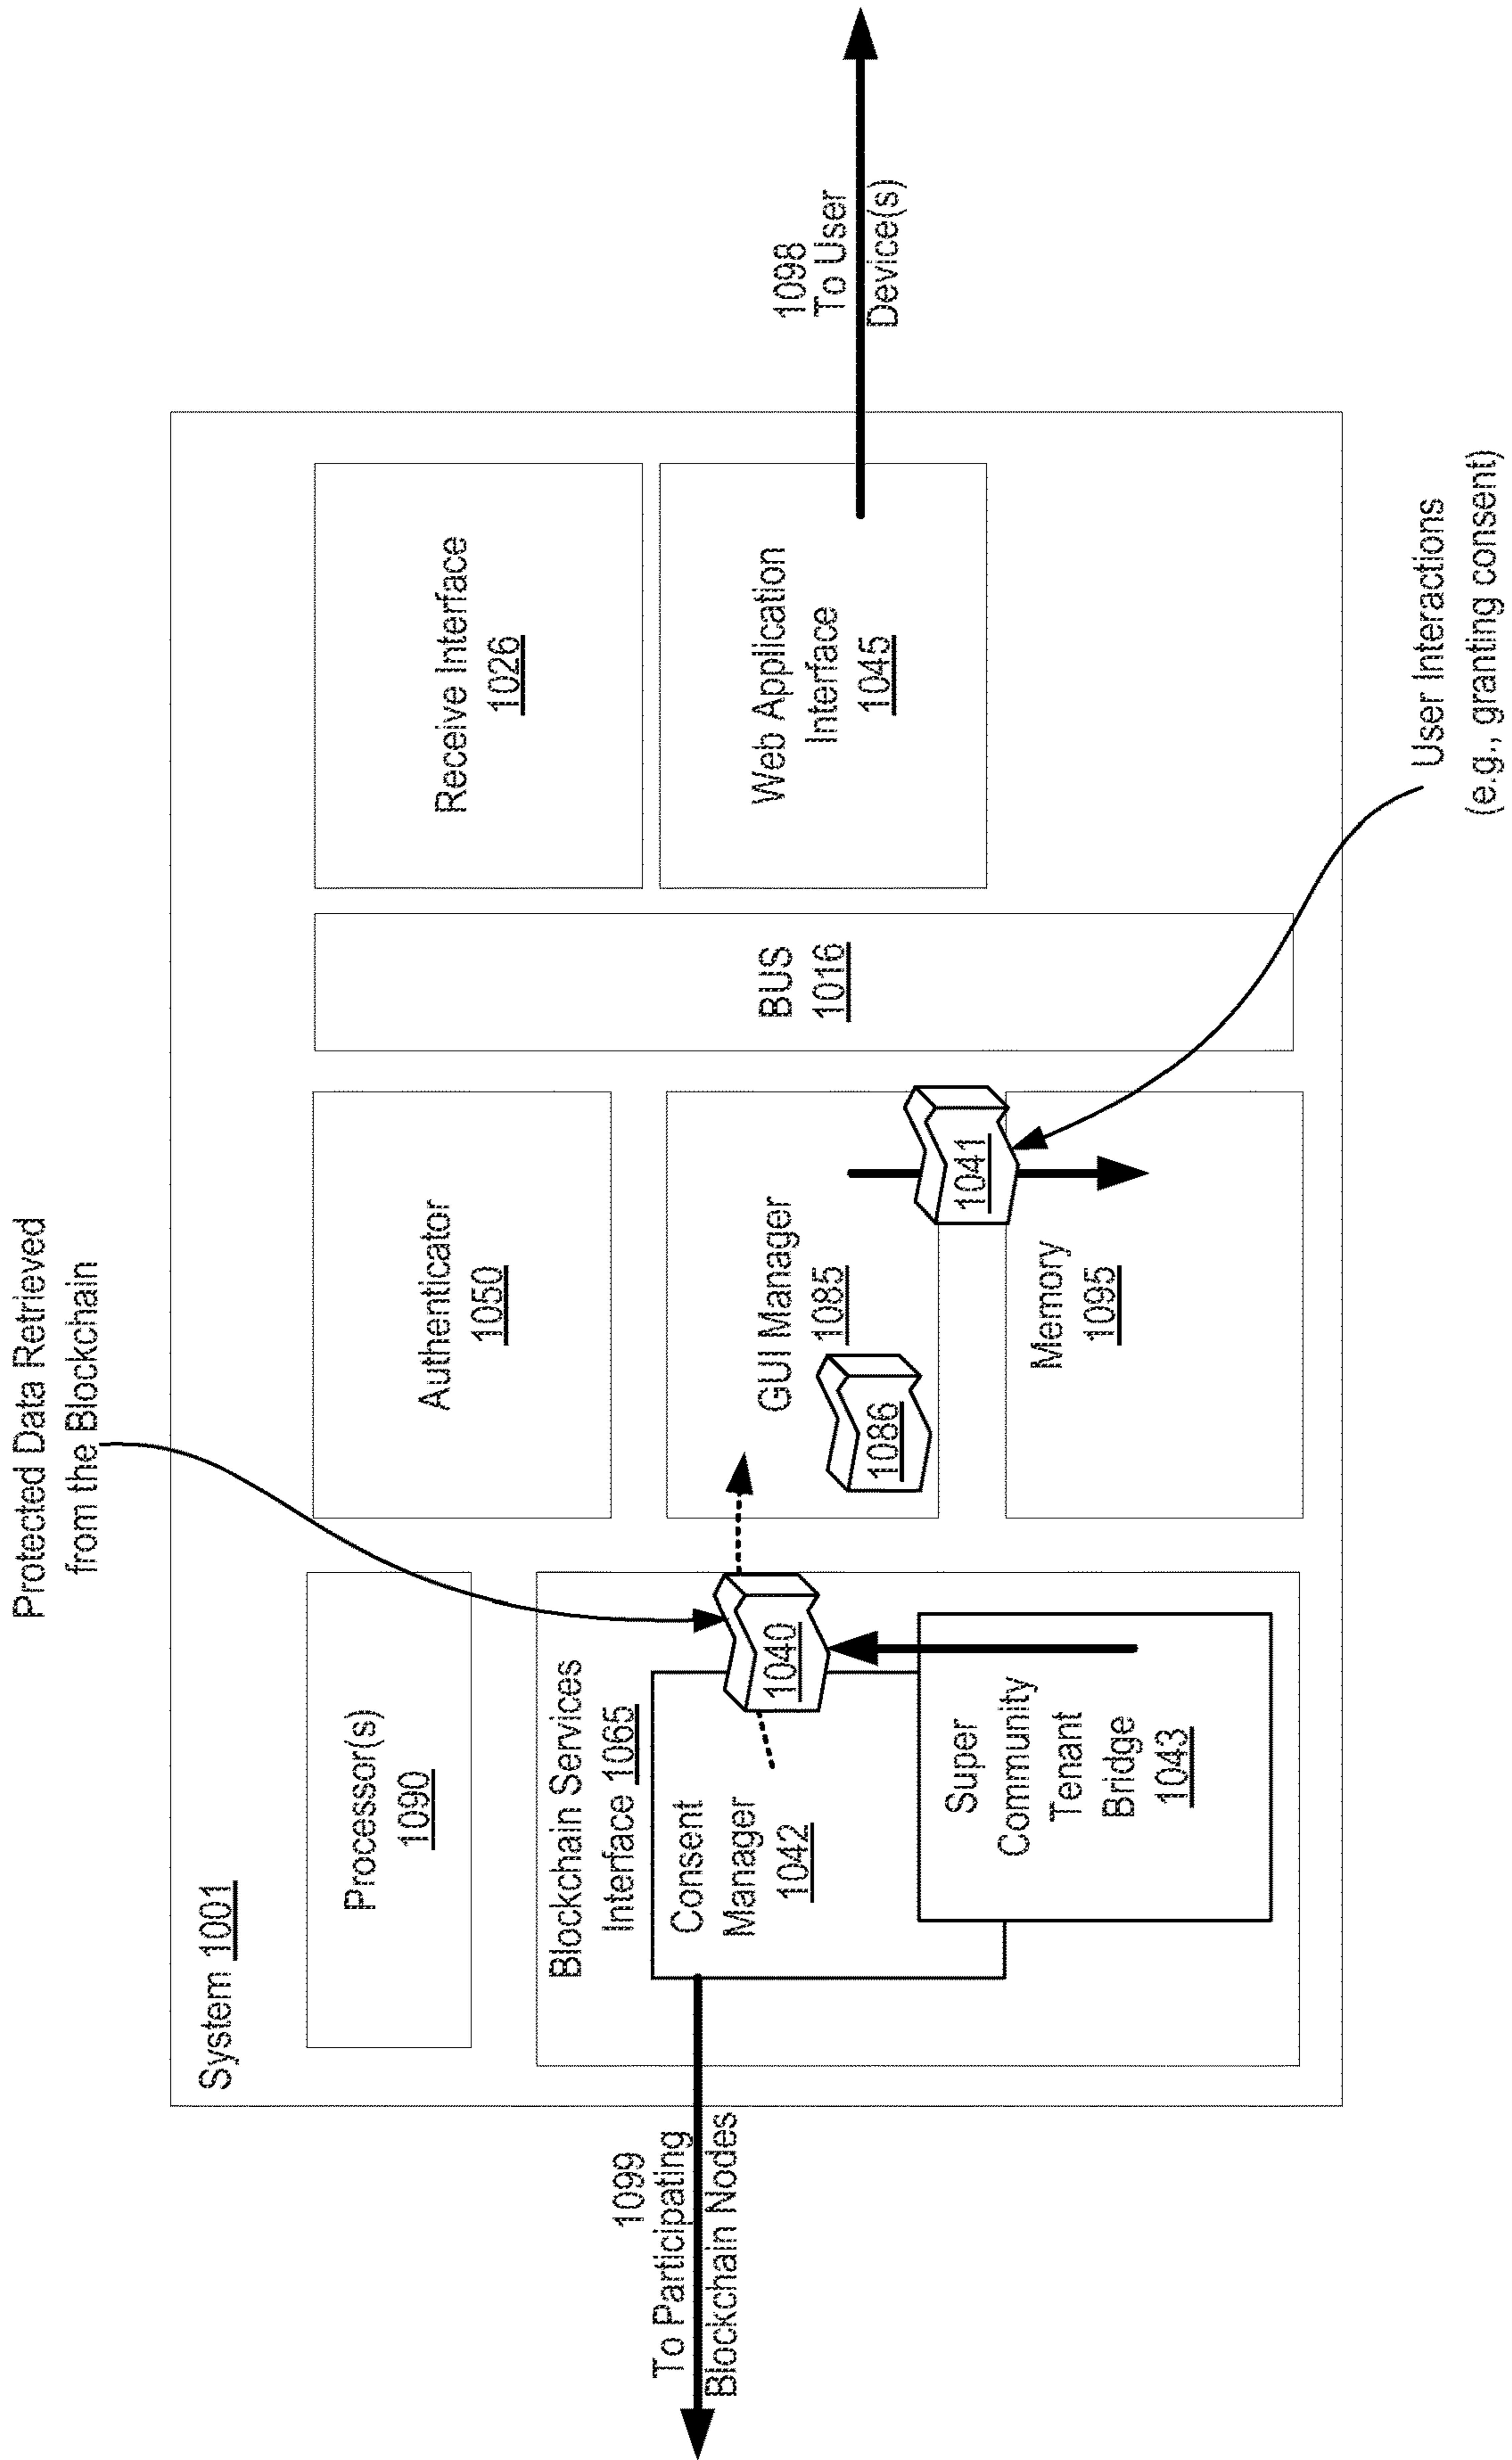 Protected Data Retrieved
from the Blockchain
System 1001
Processor(s)
1090
Authenticator
1050
Receive Interface
1026
Blockchain Services
Interface 1065
Consent
Manager
1042
1040
Super
Community
Tenant
Bridge
1043
GUI Manager
1085
1086
1041
Memory
1095
BUS
1016
Web Application
Interface
1045
1099
To Participating
Blockchain Nodes
1098
To User
Device(s)
User Interactions
(e.g., granting consent)